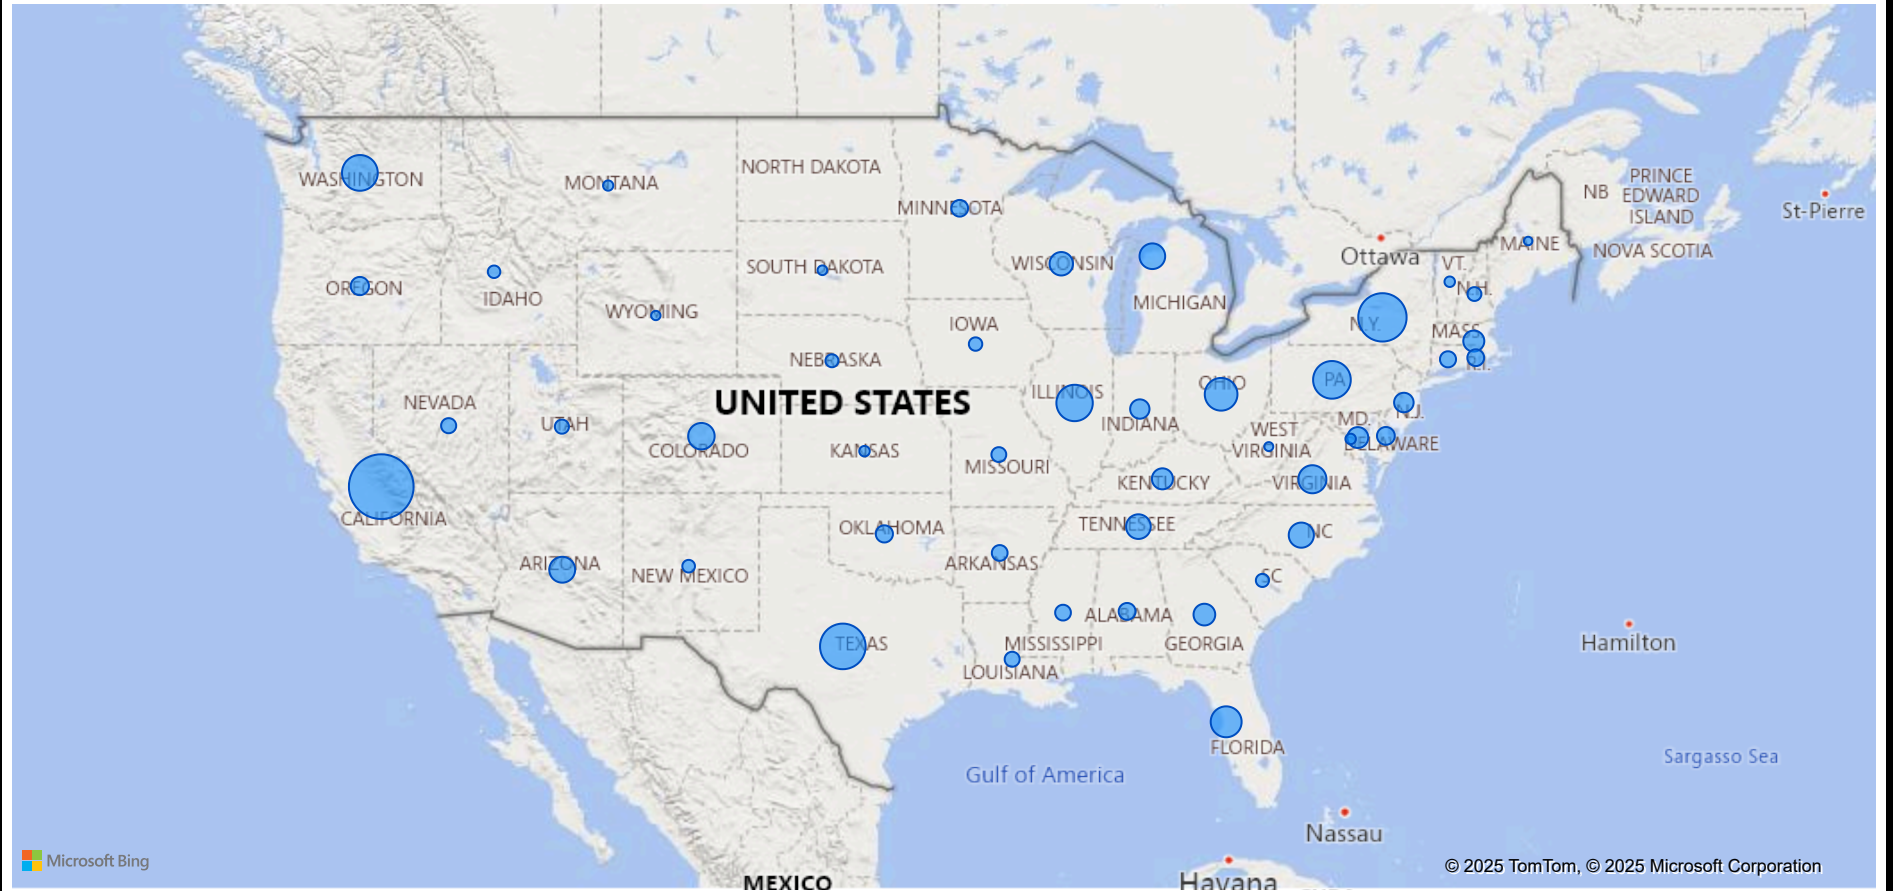 WASHINGTON
MONTANA
NORTH DAKOTA
MINNESOTA
OREGON
IDAHO
WYOMING
SOUTH DAKOTA
WISCONSIN
MICHIGAN
Ottawa
MAINE
NB
PRINCE
EDWARD
ISLAND
NOVA SCOTIA
St-Pierre
VT.
N.H.
N.Y.
MASS.
R.I.
IOWA
NEBRASKA
NEVADA
UTAH
COLORADO
UNITED STATES
KANSAS
MISSOURI
ILLINOIS
INDIANA
OHIO
PA
N.J.
MD.
DELAWARE
WEST
VIRGINIA
KENTUCKY
VIRGINIA
CALIFORNIA
ARIZONA
NEW MEXICO
OKLAHOMA
ARKANSAS
TENNESSEE
NC
SC
TEXAS
MISSISSIPPI
ALABAMA
GEORGIA
LOUISIANA
FLORIDA
Hamilton
Gulf of America
Sargasso Sea
Nassau
Havana
MEXICO
Microsoft Bing
© 2025 TomTom, © 2025 Microsoft Corporation